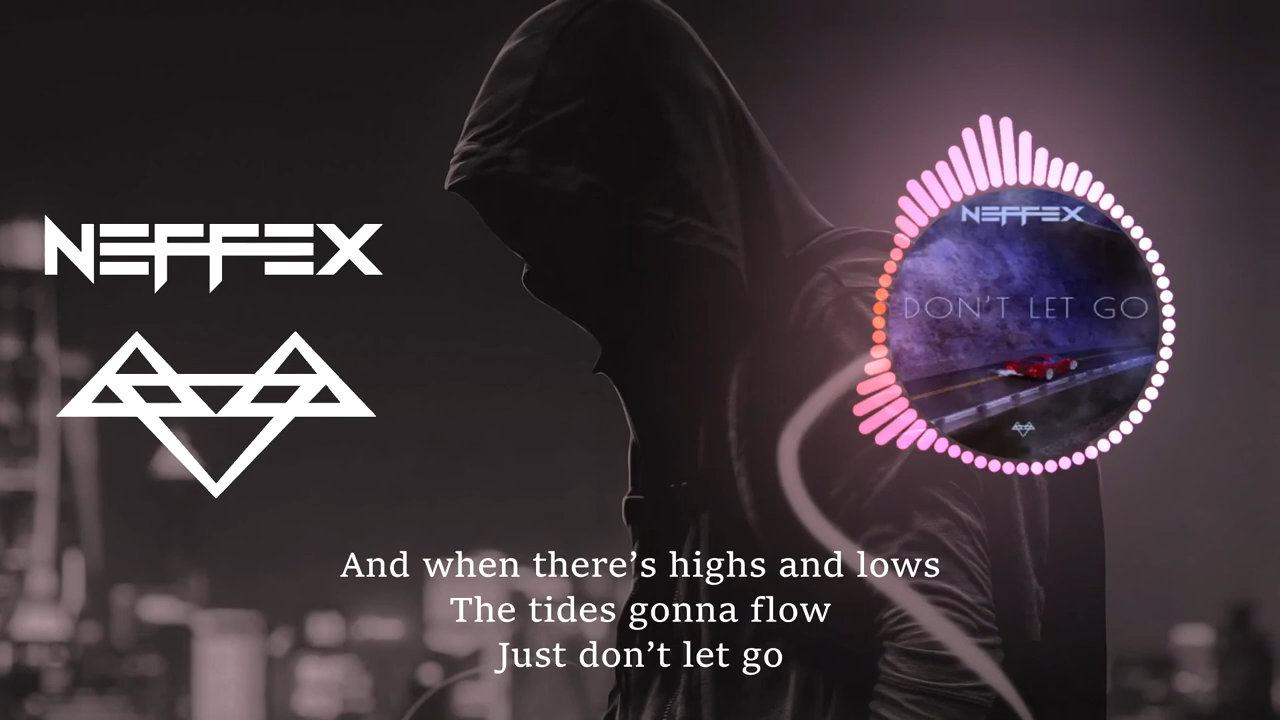 NEFFEX
NEFFEX
DON'T LET GO
And when there's highs and lows
The tides gonna flow
Just don't let go